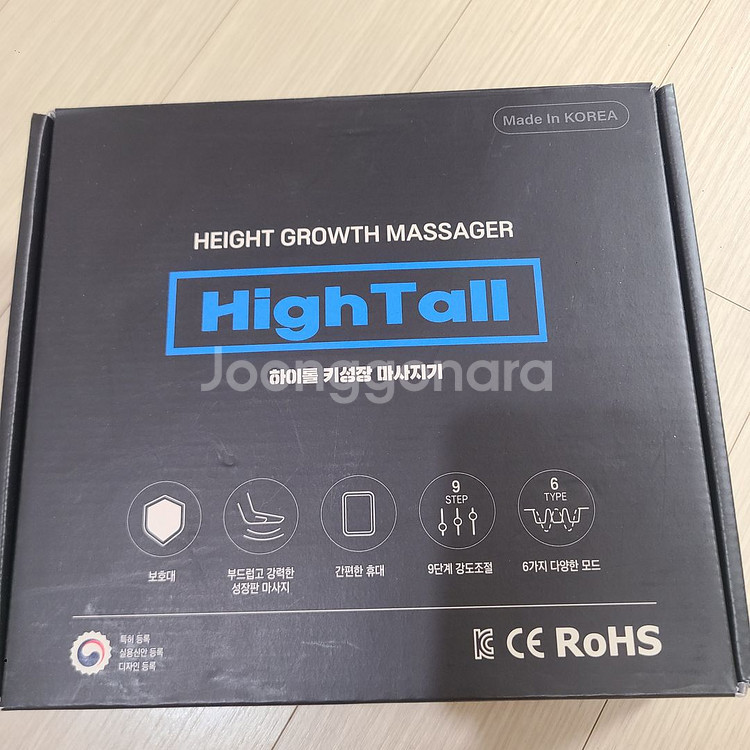 Made In KOREA
HEIGHT GROWTH MASSAGER
HighTall
하이톨 키성장 마사지기
Joonggonara
9
STEP
6
TYPE
보호대
부드럽고 강력한
성장판 마사지
간편한 휴대
9단계 강도조절
6가지 다양한 모드
특허 등록
실용신안 등록
디자인 등록
CE RoHS